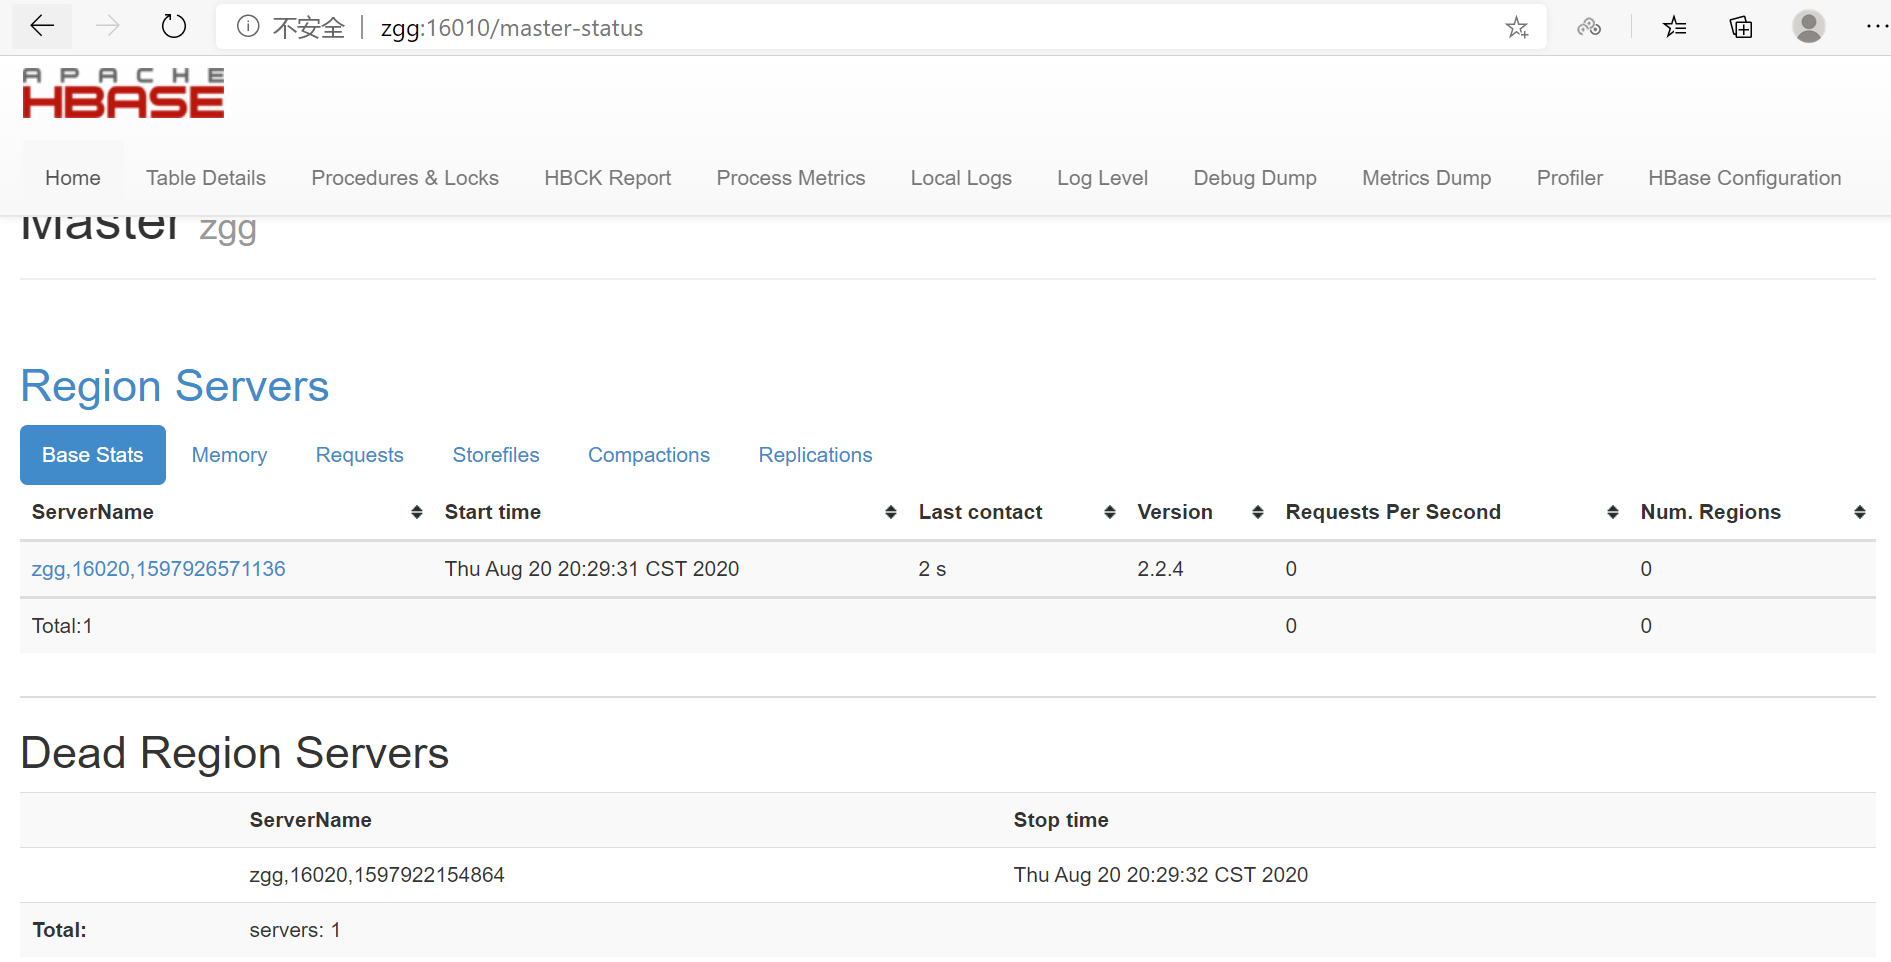 不安全 | zgg:16010/master-status
APACHE
HBASE
Home Table Details Procedures & Locks HBCK Report Process Metrics Local Logs Log Level Debug Dump Metrics Dump Profiler HBase Configuration
Master zgg
Region Servers
Base Stats Memory Requests Storefiles Compactions Replications
ServerName Start time Last contact Version Requests Per Second Num. Regions
zgg,16020,1597926571136 Thu Aug 20 20:29:31 CST 2020 2 s 2.2.4 0 0
Total:1 0 0
Dead Region Servers
ServerName Stop time
zgg,16020,1597922154864 Thu Aug 20 20:29:32 CST 2020
Total: servers: 1